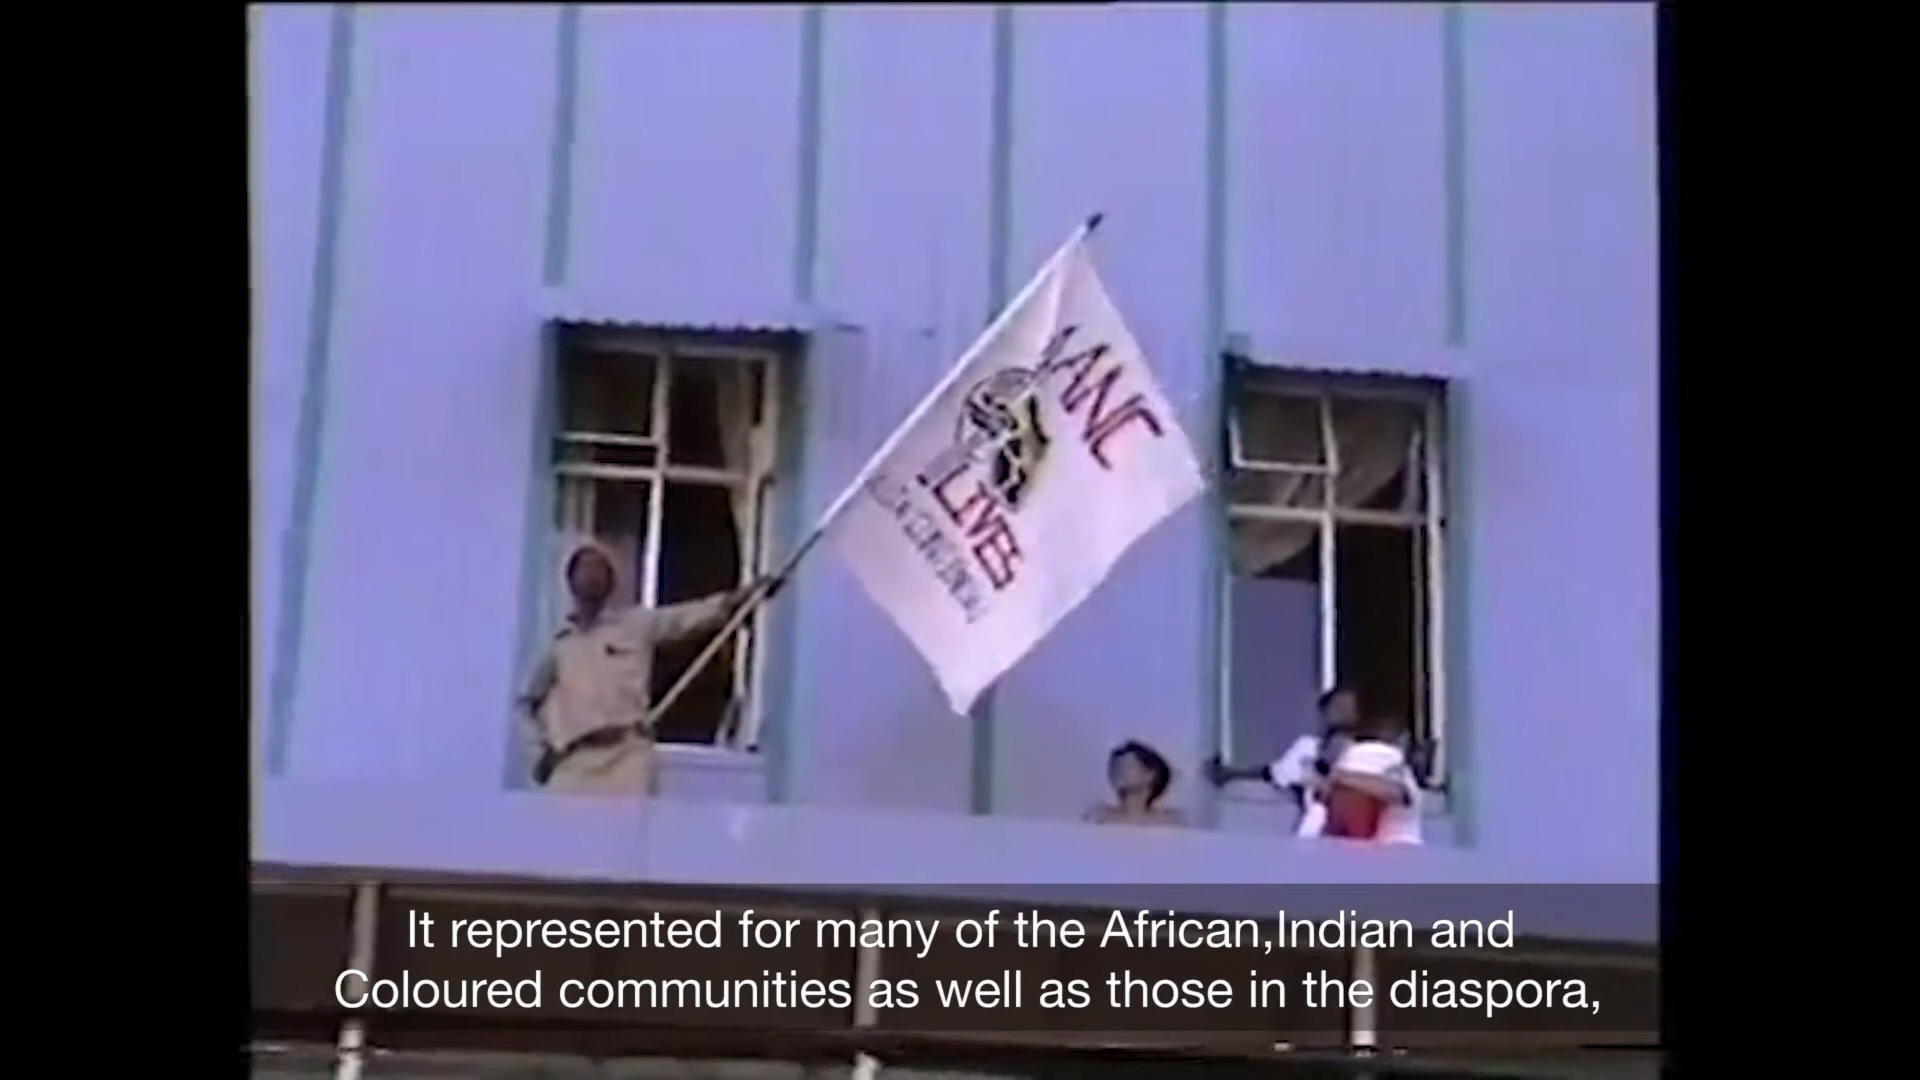 ANC
LIVES
It represented for many of the African,Indian and
Coloured communities as well as those in the diaspora,